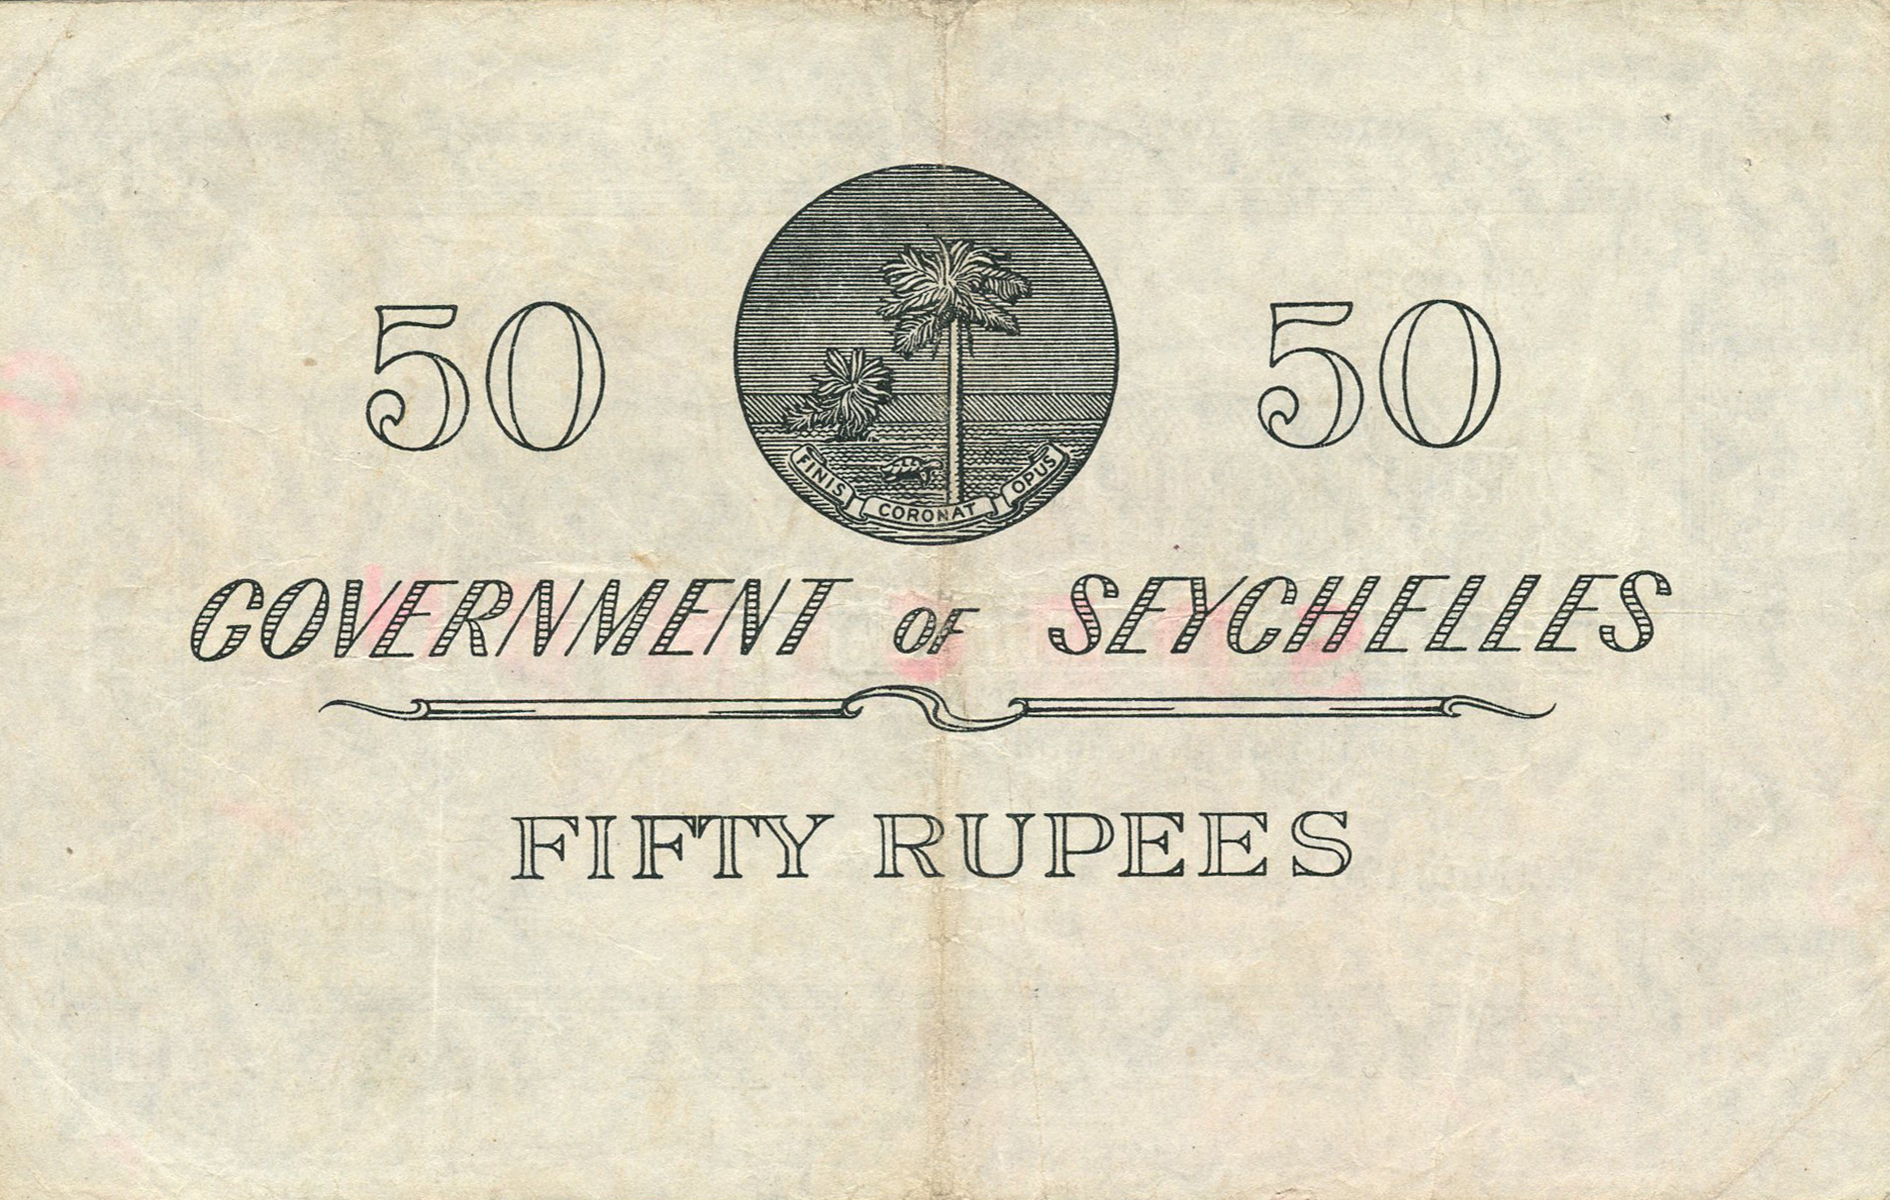 50 50
FINIS CORONAT OPUS
GOVERNMENT OF SEYCHELLES
FIFTY RUPEES